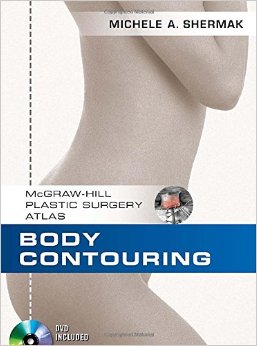 MICHELE A. SHERMAK
McGRAW-HILL
PLASTIC SURGERY
ATLAS
BODY
CONTOURING
DVD
INCLUDED